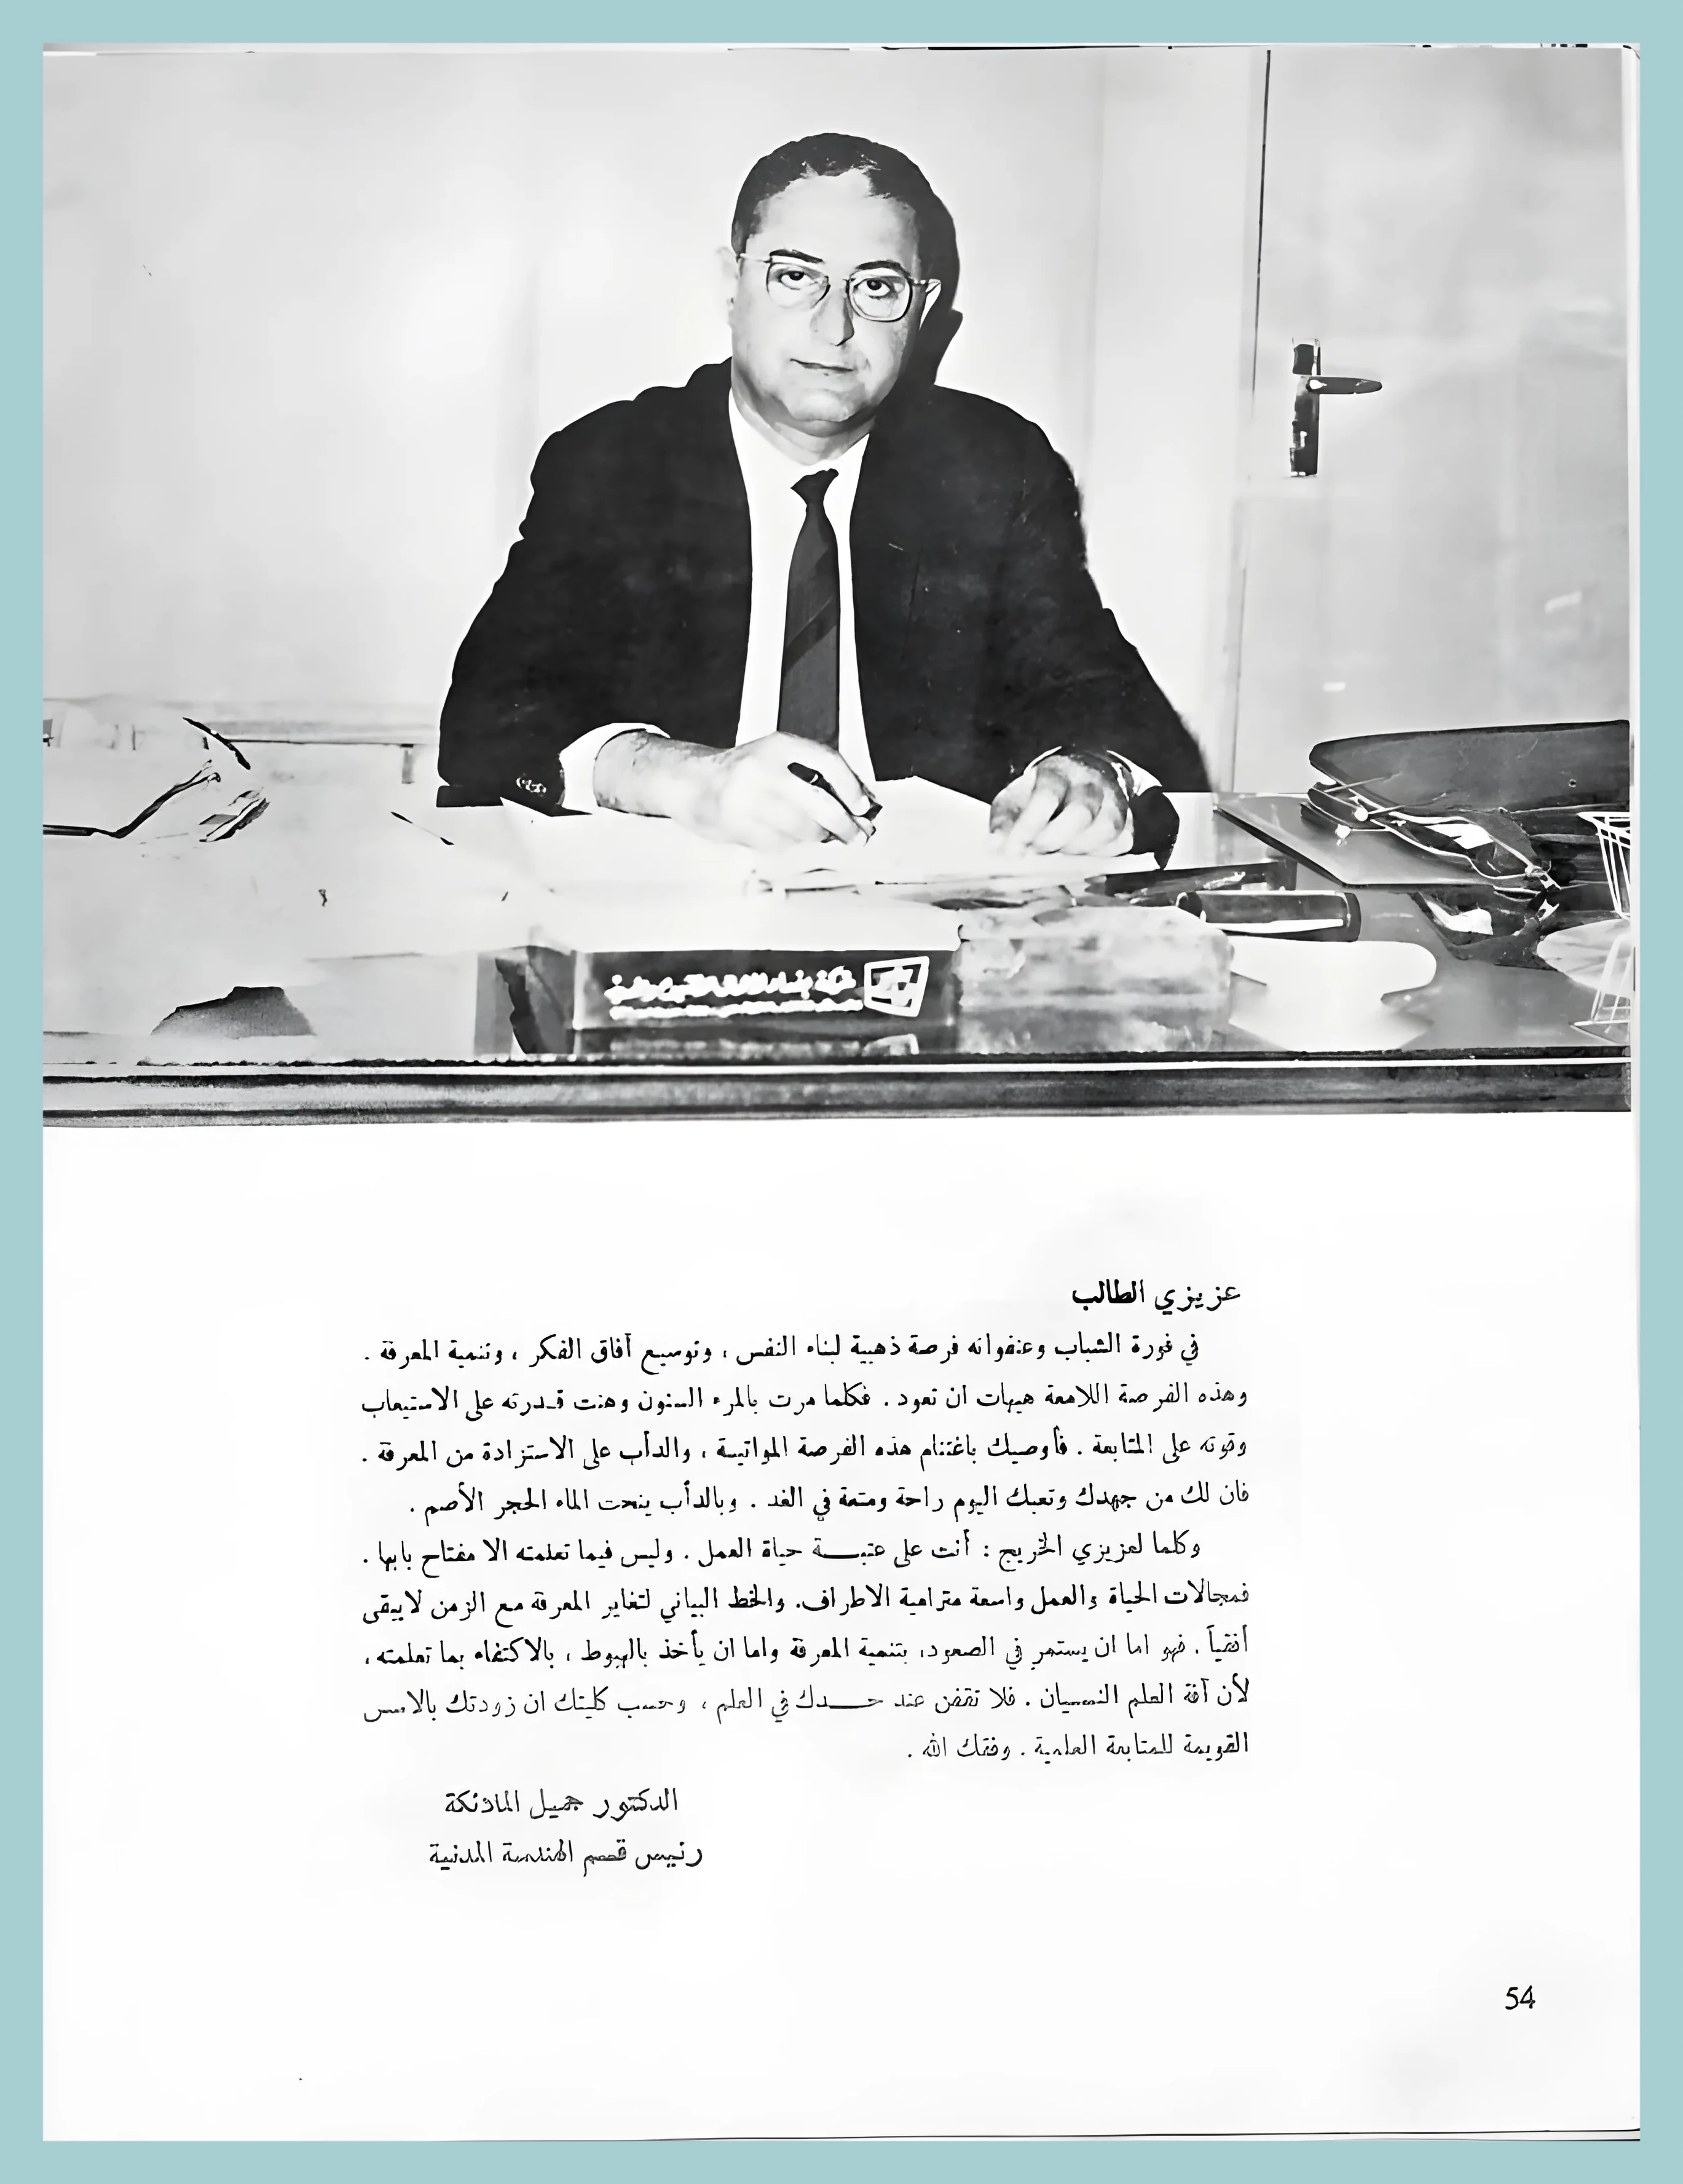 عزيزي الطالب
في فورة الشباب وعنفوانه فرصة ذهبية لبناء النفس ، وتوسيع آفاق الفكر ، وتنمية المعرفة .
وهذه الفرصة اللامعة هيهات ان تعود . فكلما مرت بالمرء السنون وهنت قدرته على الاستيعاب
وقوته على المتابعة . فأوصيك باغتنام هذه الفرصة المواتية ، والدأب على الاستزادة من المعرفة .
فان لك من جهدك وتعبك اليوم راحة ومتعة في الغد . وبالدأب ينحت الماء الحجر الأصم .
وكلما لعزيزي الخريج : أنت على عتبة حياة العمل . وليس فيما تعلمته الا مفتاح بابها .
فمجالات الحياة والعمل واسعة مترامية الاطراف. والخط البياني لتغاير المعرفة مع الزمن لايبقى
أفقياً . فهو اما ان يستمر في الصعود، بتنمية المعرفة واما ان يأخذ بالهبوط ، بالاكتفاء بما تعلمته ،
لأن آفة العلم النسيان . فلا تقفن عند حدك في العلم ، وحسب كليتك ان زودتك بالاسس
القويمة للمتابعة العلمية . وفقك الله .
الدكتور جميل الملائكة
رئيس قسم الهندسة المدنية
54